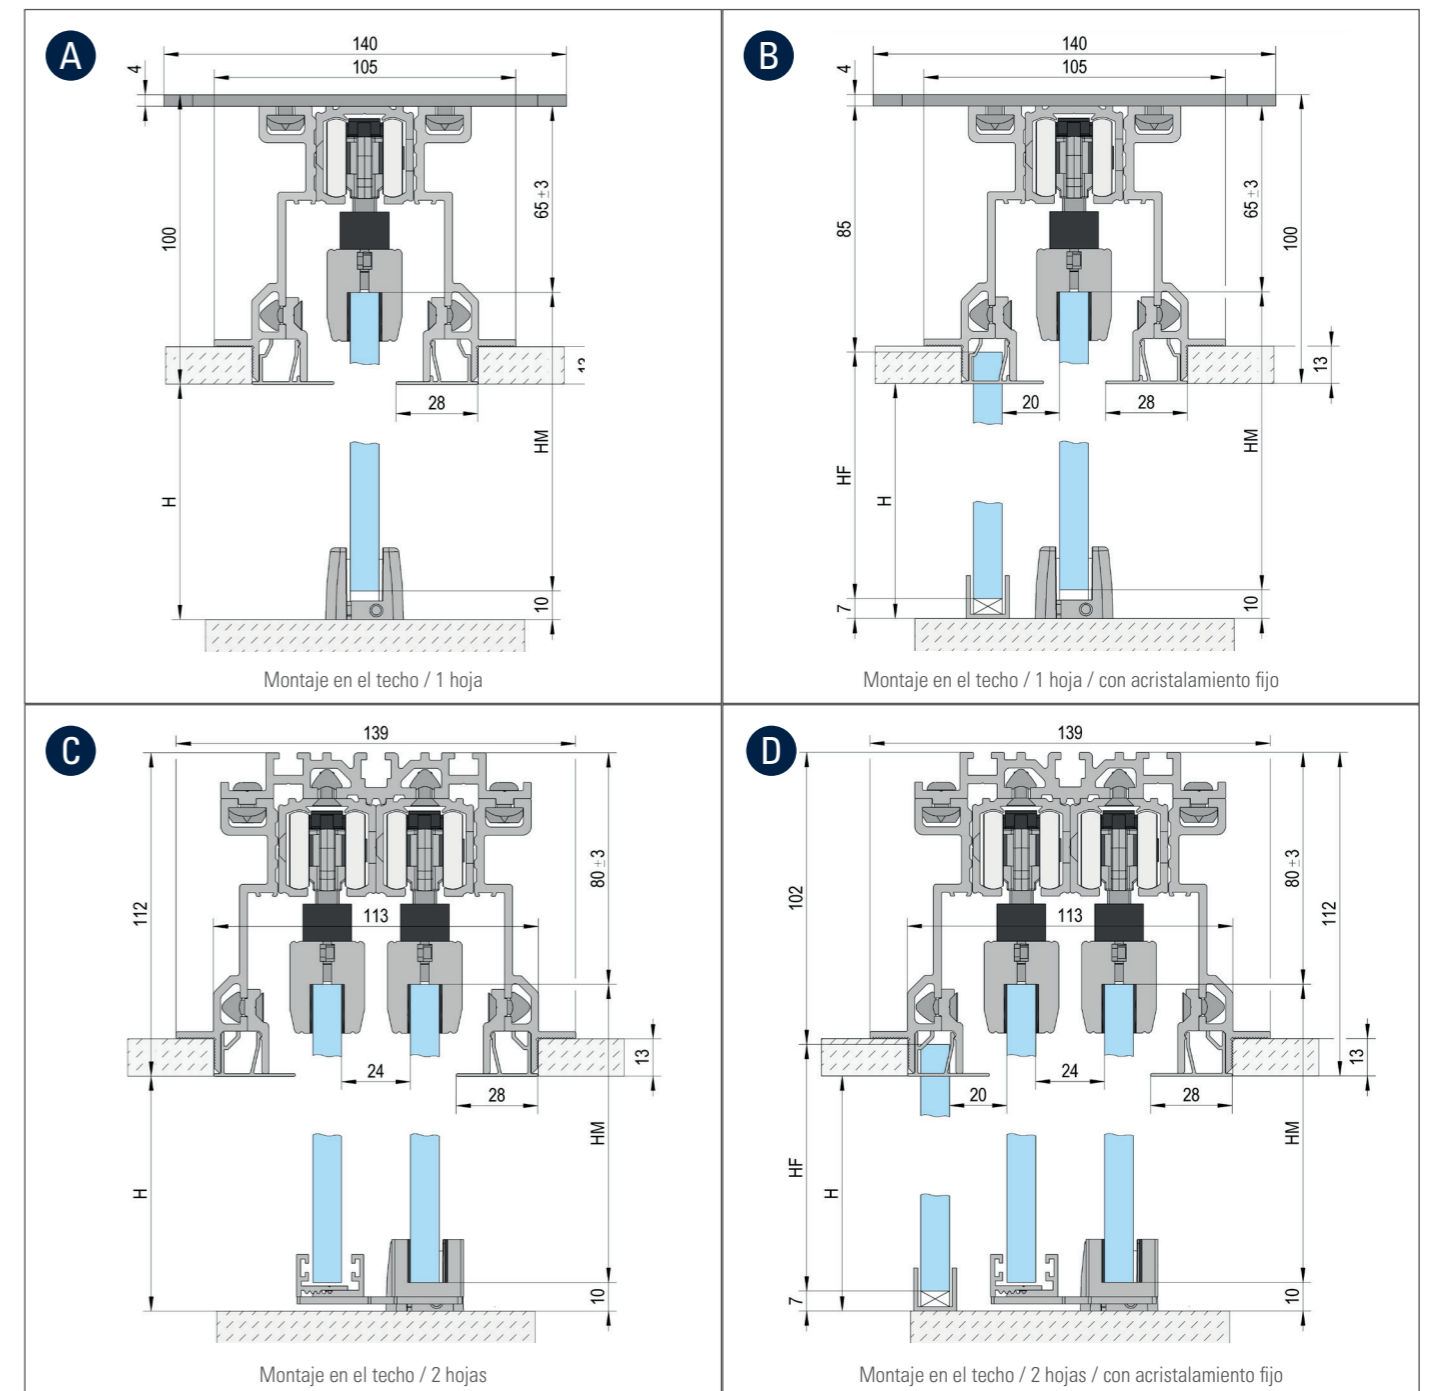 A
140
105
4
100
65±3
28
HM
H
10
Montaje en el techo / 1 hoja
B
140
105
4
85
65±3
100
13
20
28
HF
H
HM
7
10
Montaje en el techo / 1 hoja / con acristalamiento fijo
C
139
112
80±3
113
13
24
28
HM
H
10
Montaje en el techo / 2 hojas
D
139
102
80±3
112
113
13
20
24
28
HF
H
HM
7
10
Montaje en el techo / 2 hojas / con acristalamiento fijo